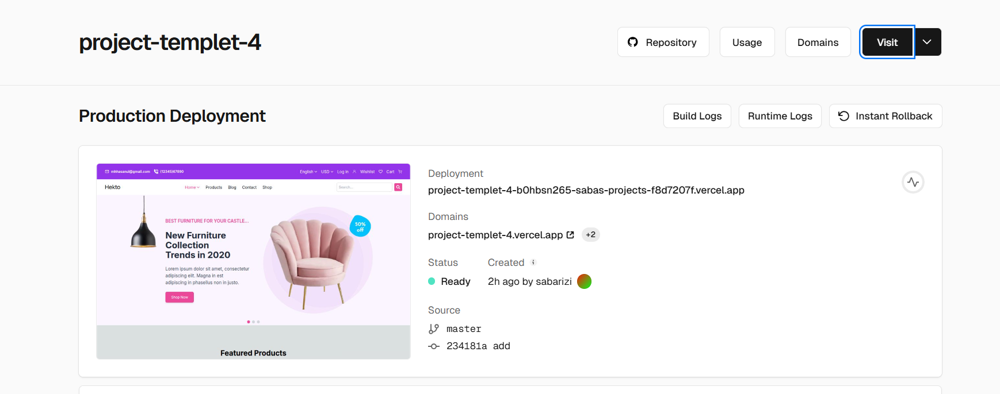 project-templet-4
Repository
Usage
Domains
Visit
Production Deployment
Build Logs
Runtime Logs
Instant Rollback
mhhasanul@gmail.com
(12345)67890
English
USD
Log in
Wishlist
Cart
Hekto
Home
Products
Blog
Contact
Shop
Search...
BEST FURNITURE FOR YOUR CASTLE...
New Furniture
Collection
Trends in 2020
Lorem ipsum dolor sit amet, consectetur
adipiscing elit. Magna in est
adipiscing in phasellus non in justo.
Shop Now
50%
off
Featured Products
Deployment
project-templet-4-b0hbsn265-sabas-projects-f8d7207f.vercel.app
Domains
project-templet-4.vercel.app
+2
Status
Created
Ready
2h ago by sabarizi
Source
master
234181a add